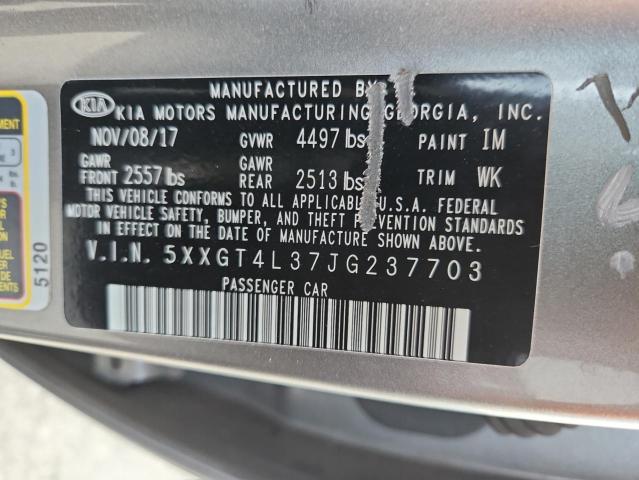 MANUFACTURED BY
KIA KIA MOTORS MANUFACTURING GEORGIA, INC.
NOV/08/17 GVWR 4497 lbs PAINT IM
GAWR FRONT 2557 lbs GAWR REAR 2513 lbs TRIM WK
THIS VEHICLE CONFORMS TO ALL APPLICABLE U.S.A. FEDERAL
MOTOR VEHICLE SAFETY, BUMPER, AND THEFT PREVENTION STANDARDS
IN EFFECT ON THE DATE OF MANUFACTURE SHOWN ABOVE.
V.I.N. 5XXGT4L37JG237703
PASSENGER CAR
5120